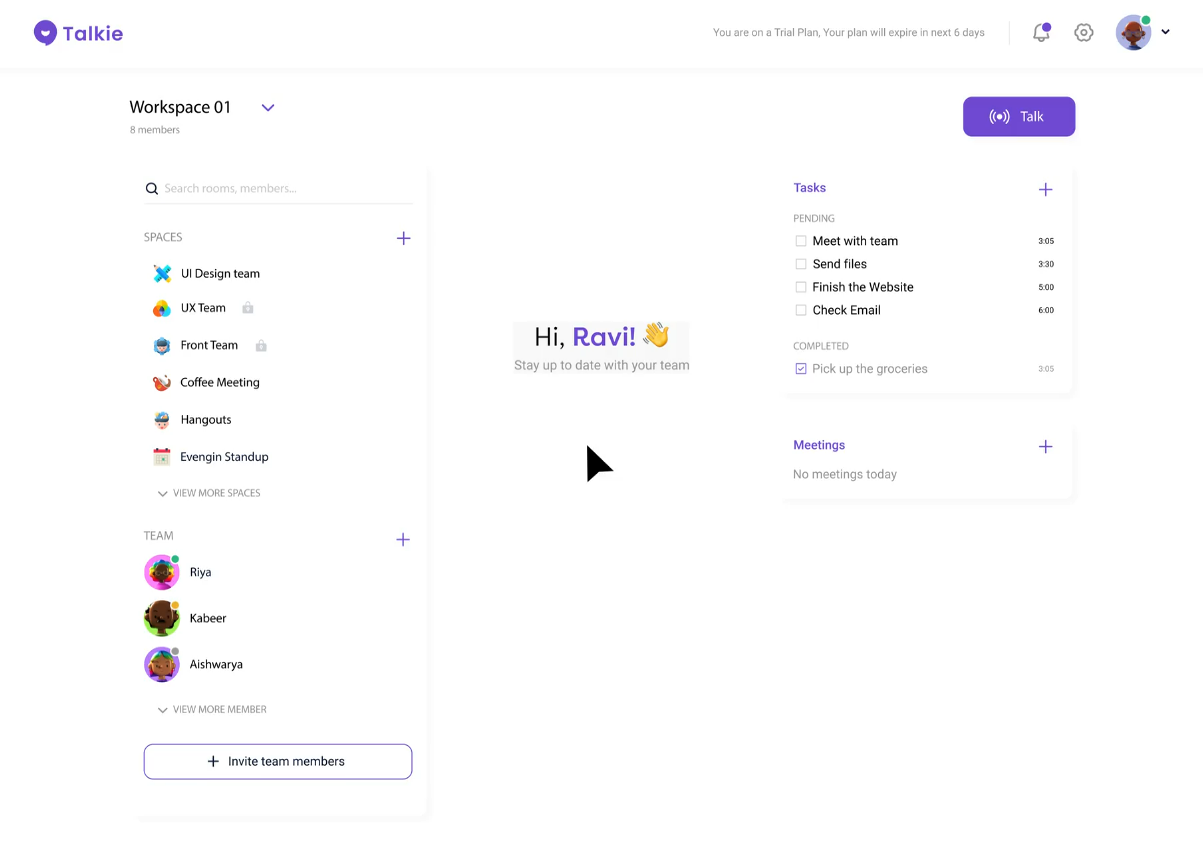 Talkie
You are on a Trial Plan, Your plan will expire in next 6 days
Workspace 01
8 members
Talk
Search rooms, members...
SPACES
UI Design team
UX Team
Front Team
Coffee Meeting
Hangouts
Evengin Standup
VIEW MORE SPACES
TEAM
Riya
Kabeer
Aishwarya
VIEW MORE MEMBER
Invite team members
Hi, Ravi! 👋
Stay up to date with your team
Tasks
PENDING
Meet with team 3:05
Send files 3:30
Finish the Website 5:00
Check Email 6:00
COMPLETED
Pick up the groceries 3:05
Meetings
No meetings today